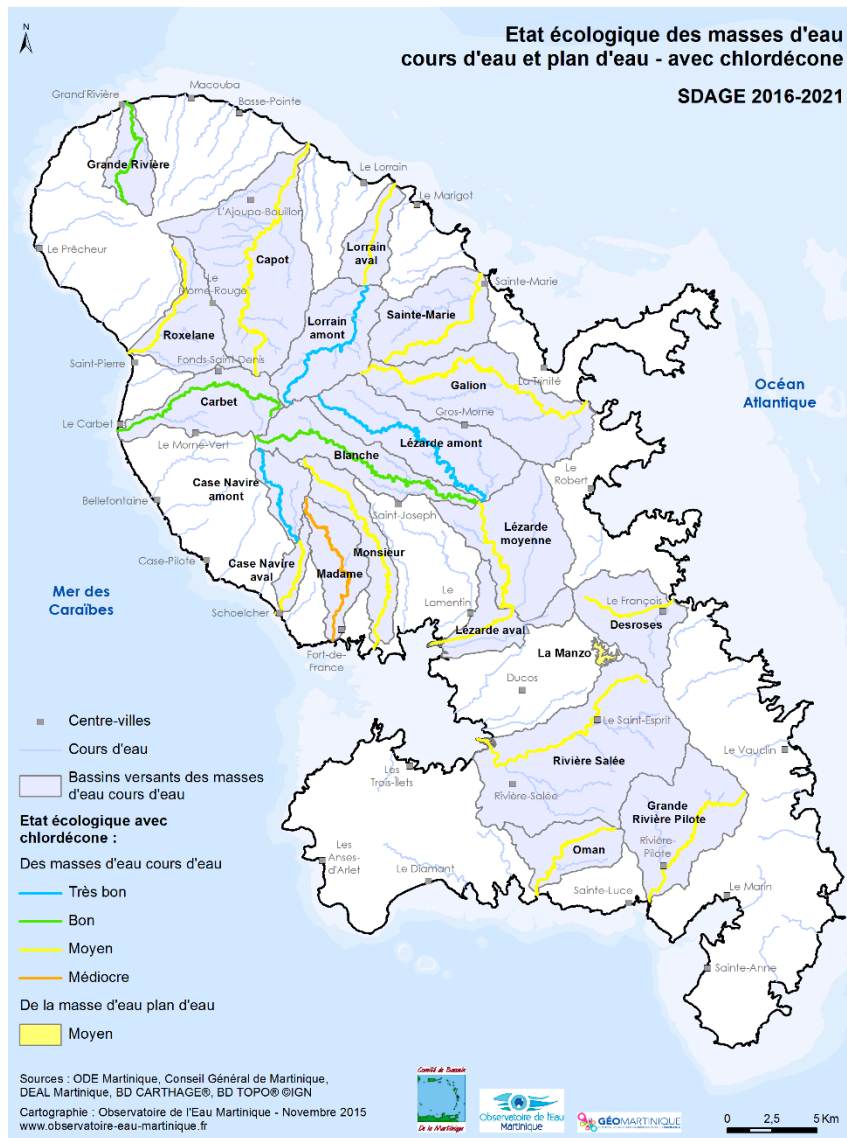 N
Etat écologique des masses d'eau
cours d'eau et plan d'eau - avec chlordécone
SDAGE 2016-2021
Grand'Rivière
Macouba
Basse-Pointe
Grande Rivière
Le Lorrain
Le Marigot
L'Ajoupa-Bouillon
Le Prêcheur
Capot
Lorrain
aval
Le
Morne-Rouge
Sainte-Marie
Roxelane
Lorrain
amont
Sainte-Marie
Saint-Pierre
Fonds-Saint-Denis
Galion
La Trinité
Océan
Atlantique
Carbet
Le Carbet
Gros-Morne
Le Morne-Vert
Lézarde amont
Blanche
Le
Robert
Case Navire
amont
Bellefontaine
Saint-Joseph
Lézarde
moyenne
Case-Pilote
Case Navire
aval
Monsieur
Madame
Mer des
Caraïbes
Le
Lamentin
Le François
Schoelcher
Desroses
Lézarde aval
Fort-de-
France
La Manzo
Ducos
Le Saint-Esprit
Le Vauclin
Rivière Salée
Les
Trois-Ilets
Rivière-Salée
Grande
Rivière Pilote
Rivière-
Pilote
Les
Anses-
d'Arlet
Oman
Le Diamant
Sainte-Luce
Le Marin
Sainte-Anne
Centre-villes
Cours d'eau
Bassins versants des masses
d'eau cours d'eau
Etat écologique avec
chlordécone :
Des masses d'eau cours d'eau
Très bon
Bon
Moyen
Médiocre
De la masse d'eau plan d'eau
Moyen
Sources : ODE Martinique, Conseil Général de Martinique,
DEAL Martinique, BD CARTHAGE®, BD TOPO® ©IGN
Cartographie : Observatoire de l'Eau Martinique - Novembre 2015
www.observatoire-eau-martinique.fr
Comité de Bassin
De la Martinique
Observatoire de l'Eau
Martinique
GÉOMARTINIQUE
0 2,5 5 Km